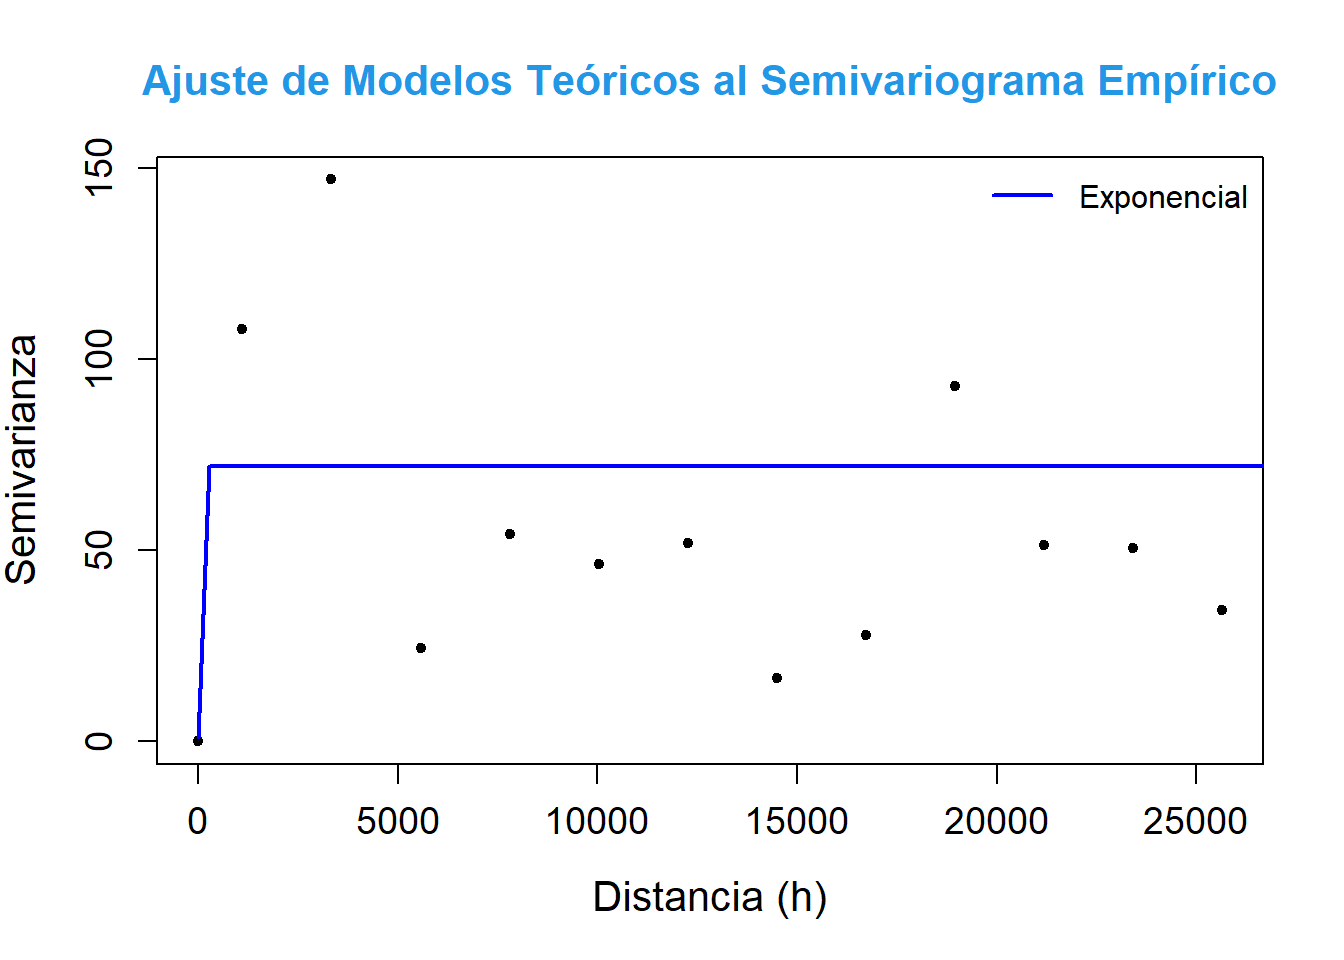 Ajuste de Modelos Teóricos al Semivariograma Empírico
Exponencial
Semivarianza
150
100
50
0
0 5000 10000 15000 20000 25000
Distancia (h)